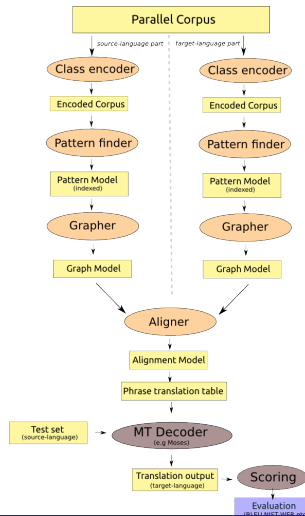 Parallel Corpus
source-language part
target-language part
Class encoder
Class encoder
Encoded Corpus
Encoded Corpus
Pattern finder
Pattern finder
Pattern Model
(indexed)
Pattern Model
(indexed)
Grapher
Grapher
Graph Model
Graph Model
Aligner
Alignment Model
Phrase translation table
Test set
(source-language)
MT Decoder
(e.g Moses)
Translation output
(target-language)
Scoring
Evaluation